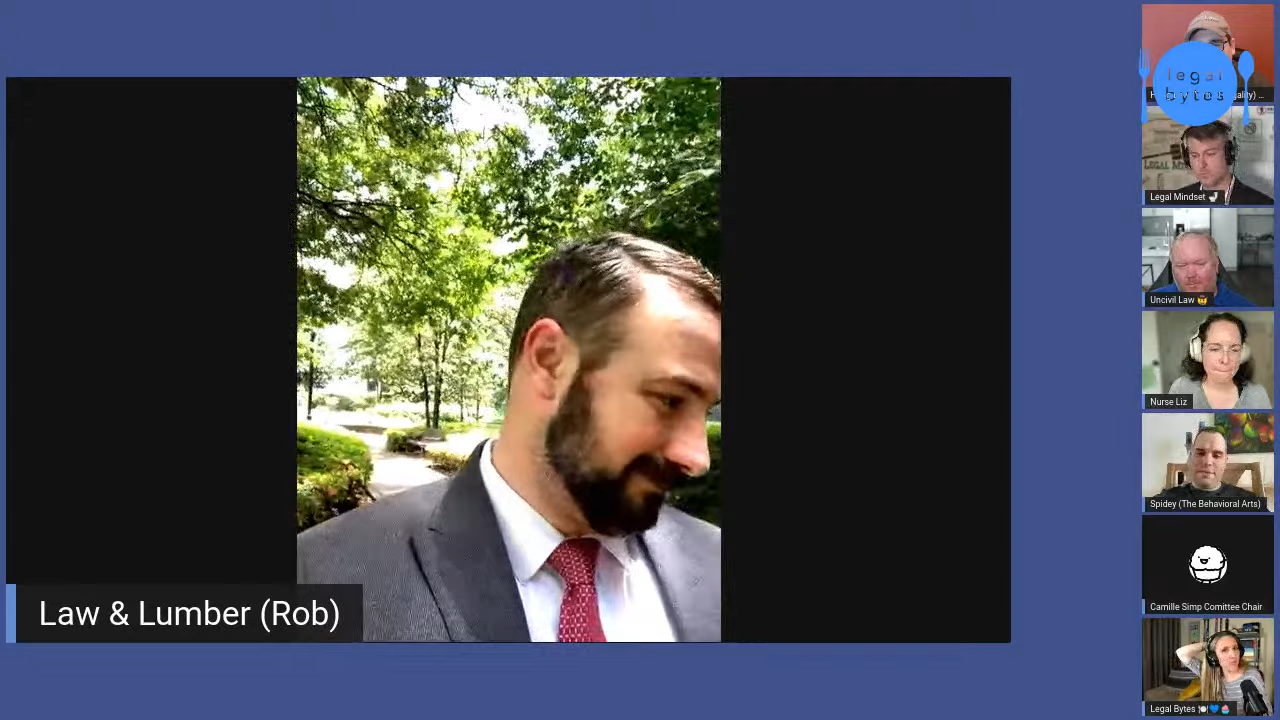 Law & Lumber (Rob)
legal
bytes
Legal Mindset
LEGAL
Uncivil Law
Nurse Liz
Spidey (The Behavioral Arts)
Camille Simp Comittee Chair
Legal Bytes